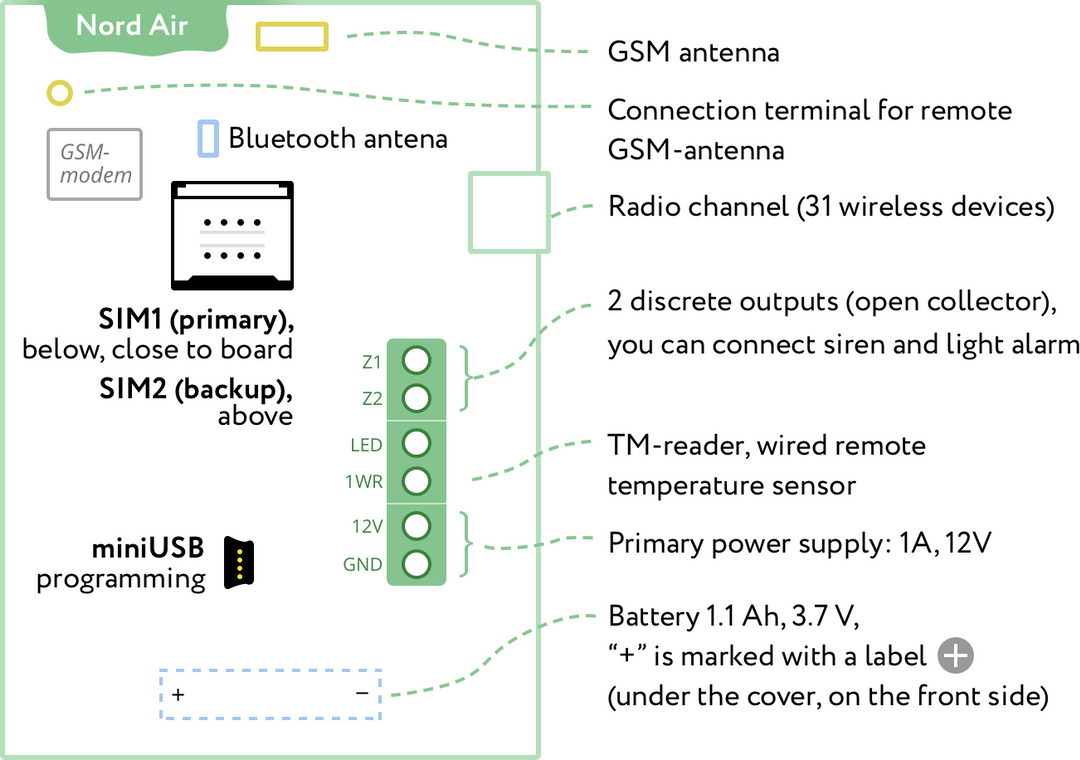 Nord Air
GSM antenna
Connection terminal for remote
GSM-antenna
GSM-
modem
Bluetooth antena
Radio channel (31 wireless devices)
SIM1 (primary),
below, close to board
SIM2 (backup),
above
2 discrete outputs (open collector),
you can connect siren and light alarm
Z1
Z2
LED
1WR
12V
GND
TM-reader, wired remote
temperature sensor
Primary power supply: 1A, 12V
miniUSB
programming
Battery 1.1 Ah, 3.7 V,
“+” is marked with a label +
(under the cover, on the front side)
+ −